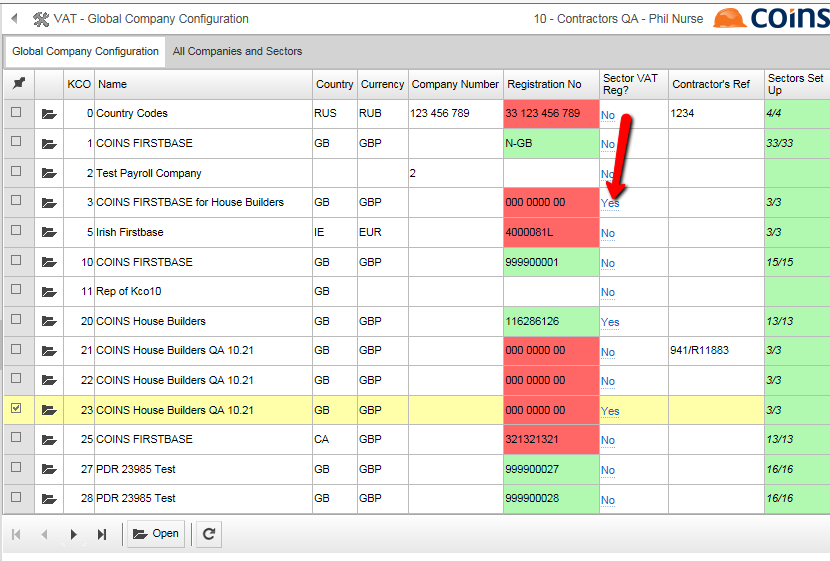 VAT - Global Company Configuration 10 - Contractors QA - Phil Nurse coins
Global Company Configuration All Companies and Sectors
KCO Name Country Currency Company Number Registration No Sector VAT Reg? Contractor's Ref Sectors Set Up
0 Country Codes RUS RUB 123 456 789 33 123 456 789 No 1234 4/4
1 COINS FIRSTBASE GB GBP N-GB No 33/33
2 Test Payroll Company 2 No
3 COINS FIRSTBASE for House Builders GB GBP 000 0000 00 Yes 3/3
5 Irish Firstbase IE EUR 4000081L No 3/3
10 COINS FIRSTBASE GB GBP 999900001 No 15/15
11 Rep of Kco10 GB No
20 COINS House Builders GB GBP 116286126 Yes 13/13
21 COINS House Builders QA 10.21 GB GBP 000 0000 00 No 941/R11883 3/3
22 COINS House Builders QA 10.21 GB GBP 000 0000 00 No 3/3
23 COINS House Builders QA 10.21 GB GBP 000 0000 00 Yes 3/3
25 COINS FIRSTBASE CA GBP 321321321 No 13/13
27 PDR 23985 Test GB GBP 999900027 No 16/16
28 PDR 23985 Test GB GBP 999900028 No 16/16
Open